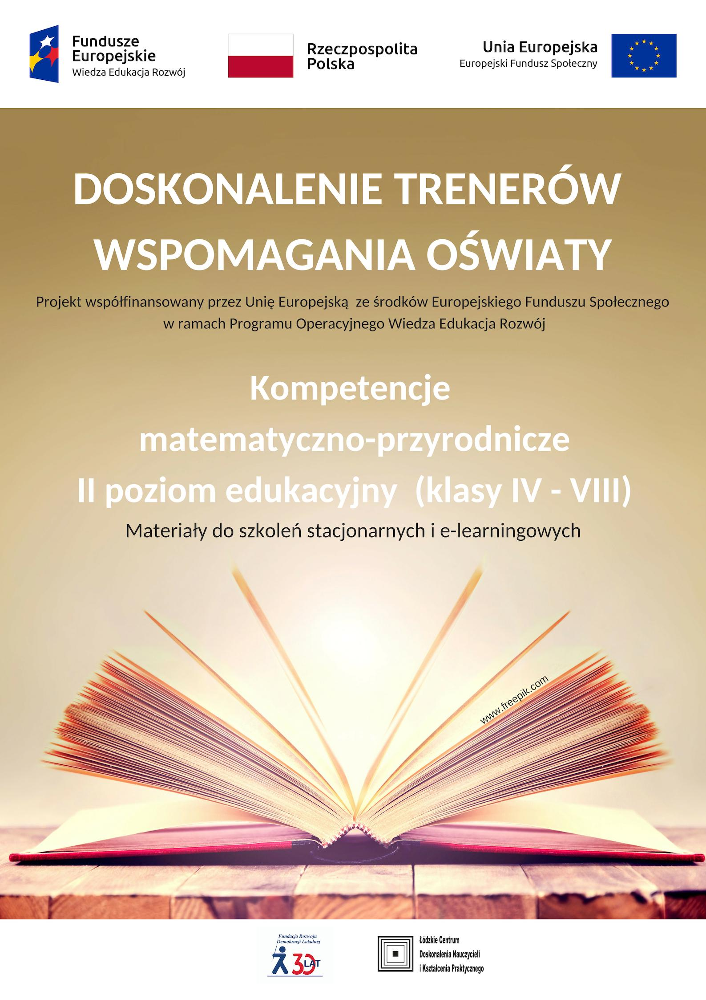 Fundusze
Europejskie
Wiedza Edukacja Rozwój
Rzeczpospolita
Polska
Unia Europejska
Europejski Fundusz Społeczny
DOSKONALENIE TRENERÓW
WSPOMAGANIA OŚWIATY
Projekt współfinansowany przez Unię Europejską ze środków Europejskiego Funduszu Społecznego
w ramach Programu Operacyjnego Wiedza Edukacja Rozwój
Kompetencje
matematyczno-przyrodnicze
II poziom edukacyjny (klasy IV - VIII)
Materiały do szkoleń stacjonarnych i e-learningowych
www.freepik.com
Fundacja Rozwoju
Demokracji Lokalnej
30 LAT
Łódzkie Centrum
Doskonalenia Nauczycieli
i Kształcenia Praktycznego